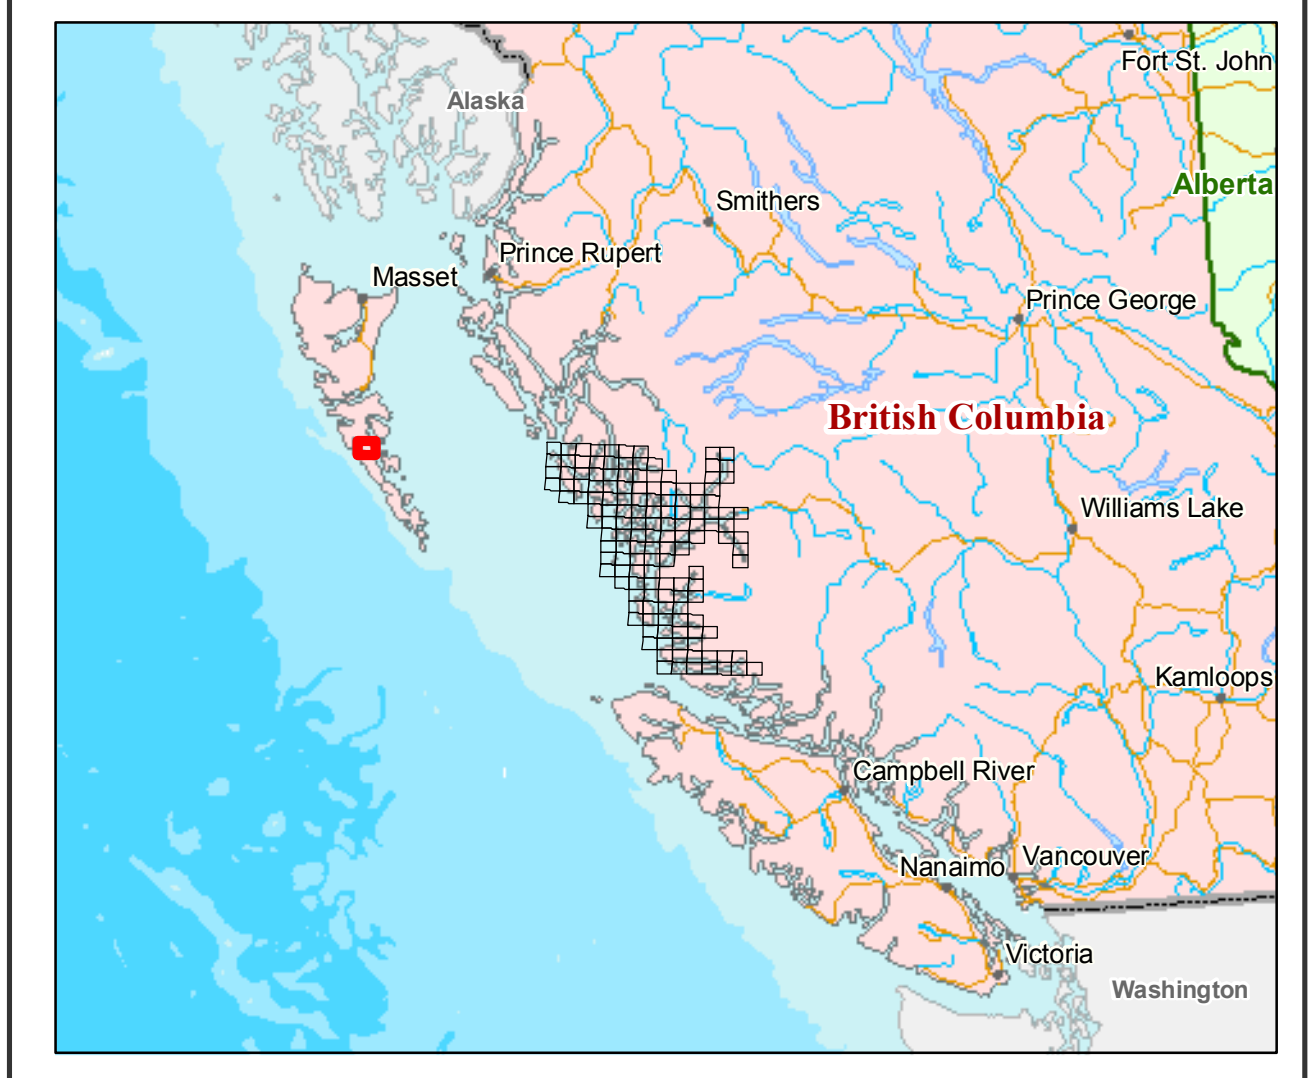 Fort St. John
Alaska
Alberta
Smithers
Prince Rupert
Masset
Prince George
British Columbia
-
Williams Lake
Kamloops
Campbell River
Vancouver
Nanaimo
Victoria
Washington